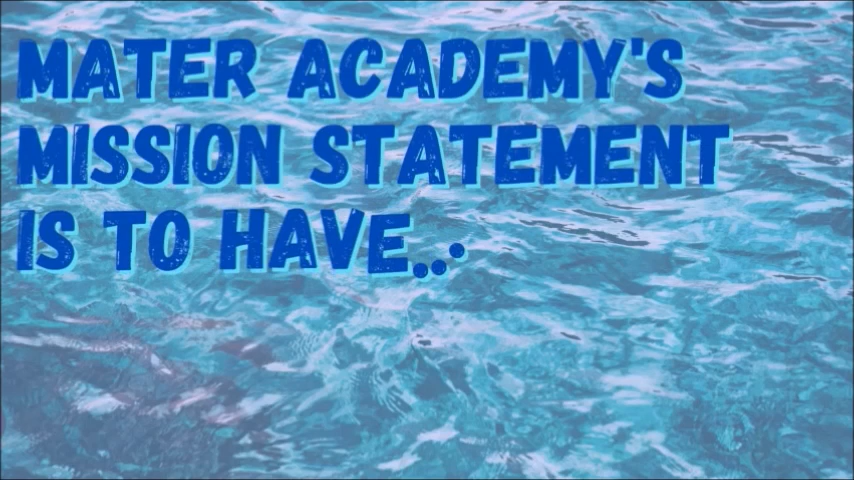 MATER ACADEMY'S
MISSION STATEMENT
IS TO HAVE...